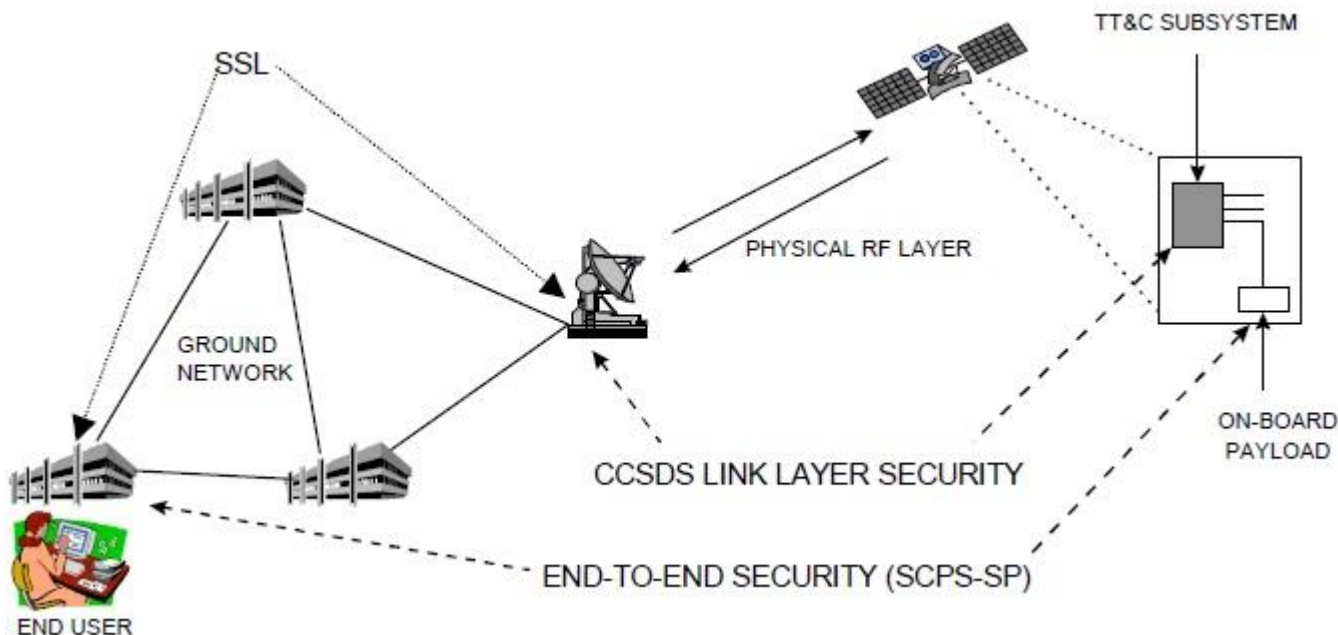 TT&C SUBSYSTEM
SSL
PHYSICAL RF LAYER
GROUND
NETWORK
ON-BOARD
PAYLOAD
CCSDS LINK LAYER SECURITY
END-TO-END SECURITY (SCPS-SP)
END USER